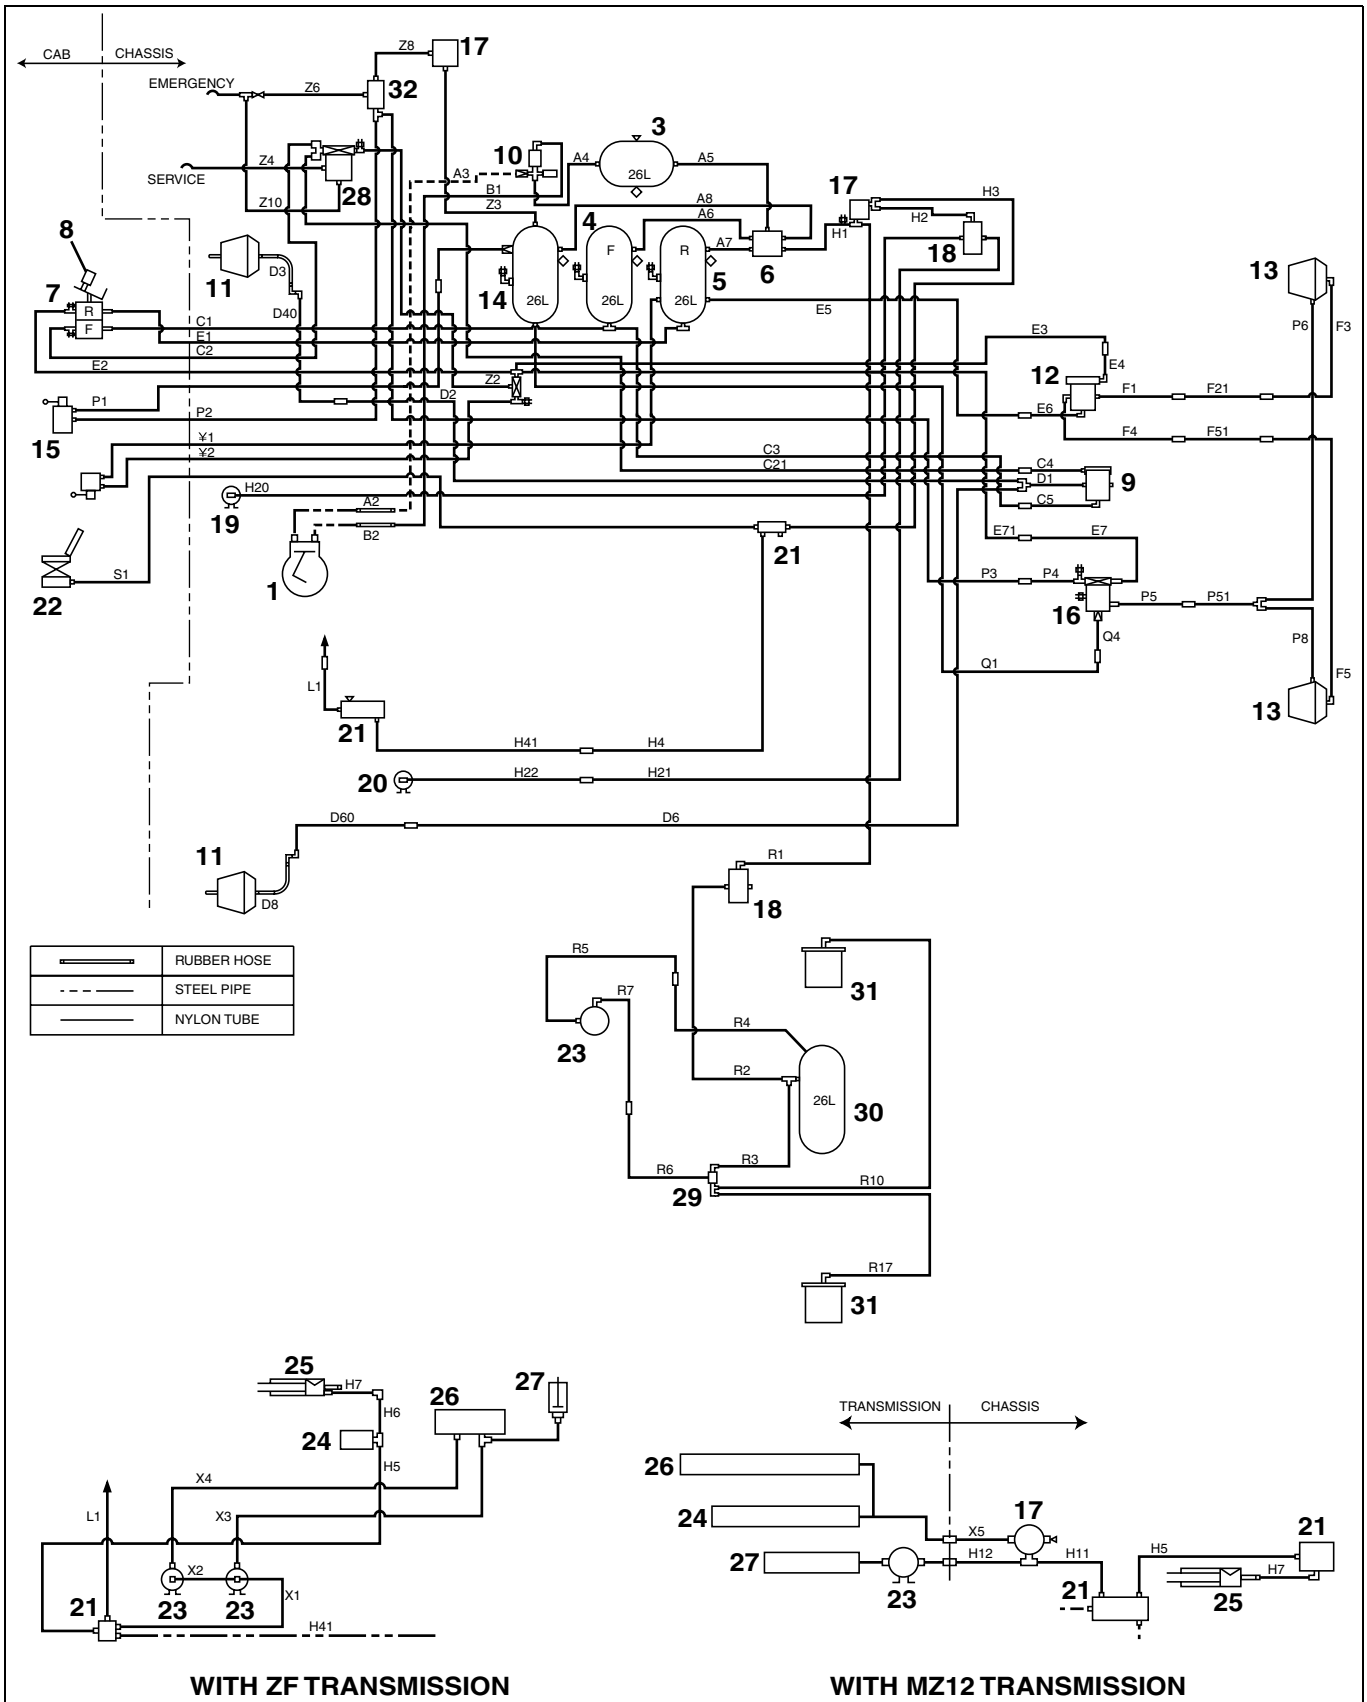 CAB CHASSIS
EMERGENCY
SERVICE
Z8 17
Z6 32
Z4 28
Z10
10 A3 B1 Z3
A4 3 A5
26L
A8
A6
17 H3
H2
H1 18
8
7
R
F
11 D3
D40
4
F
R
A7
6
5
14 26L 26L 26L
E5
13
P6 F3
C1
E1
C2
E2
E3
E4
12
Z2
D2
F1 F21
E6
F4 F51
P1
P2
15
¥1
¥2
C3
C21
C4
D1
C5
9
H20
19
A2
B2
21
E71 E7
1
22 S1
P3 P4
16
P5 P51
Q4
Q1
P8
F5
13
L1
21
H41 H4
20 H22 H21
D60 D6
11
D8
R1
18
RUBBER HOSE
STEEL PIPE
NYLON TUBE
R5
R7
23
31
R4
R2
26L 30
R3
R6
29
R10
R17
31
25 H7
H6
26
27
24
H5
X4
X3
L1
X2
X1
21 23 23
H41
WITH ZF TRANSMISSION
TRANSMISSION CHASSIS
26
24
17
X5
27
H12 H11
23
H5
21
H7
21
25
WITH MZ12 TRANSMISSION